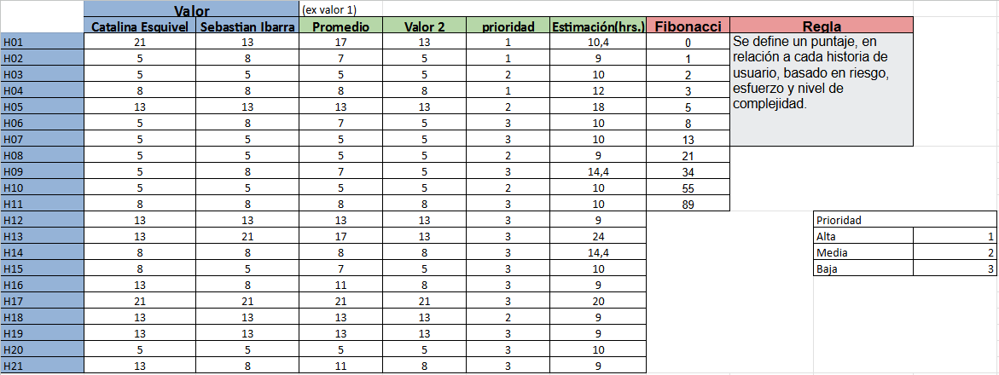 Valor (ex valor 1)
Catalina Esquivel Sebastian Ibarra Promedio Valor 2 prioridad Estimación(hrs.) Fibonacci Regla
H01 21 13 17 13 1 10,4 0 Se define un puntaje, en
H02 5 8 7 5 1 9 1 relación a cada historia de
H03 5 5 5 5 2 10 2 usuario, basado en riesgo,
H04 8 8 8 8 1 12 3 esfuerzo y nivel de
H05 13 13 13 13 2 18 5 complejidad.
H06 5 8 7 5 3 10 8
H07 5 5 5 5 3 10 13
H08 5 5 5 5 2 9 21
H09 5 8 7 5 3 14,4 34
H10 5 5 5 5 2 10 55
H11 8 8 8 8 3 10 89
H12 13 13 13 13 3 9 Prioridad
H13 13 21 17 13 3 24 Alta 1
H14 8 8 8 8 3 14,4 Media 2
H15 8 5 7 5 3 10 Baja 3
H16 13 8 11 8 3 9
H17 21 21 21 21 3 20
H18 13 13 13 13 2 9
H19 13 13 13 13 3 9
H20 5 5 5 5 3 10
H21 13 8 11 8 3 9